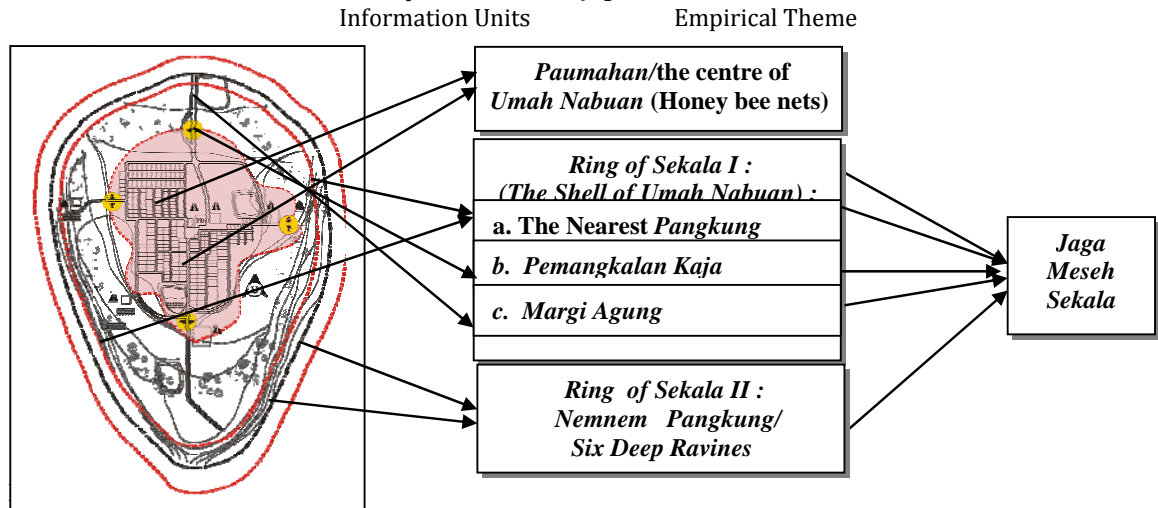 Information Units Empirical Theme
Paumahan/the centre of
Umah Nabuan (Honey bee nets)
Ring of Sekala I :
(The Shell of Umah Nabuan) :
a. The Nearest Pangkung
b. Pemangkalan Kaja
c. Margi Agung
Ring of Sekala II :
Nemnem Pangkung/
Six Deep Ravines
Jaga
Meseh
Sekala